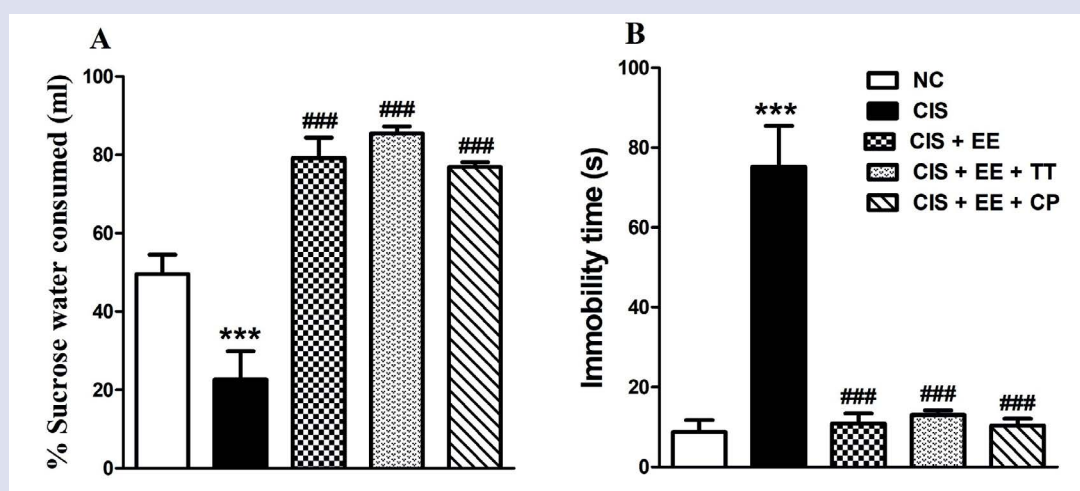 A
% Sucrose water consumed (ml)
100
80
60
40
20
0
***
###
###
###
B
Immobility time (s)
100
80
60
40
20
0
***
###
###
###
NC
CIS
CIS + EE
CIS + EE + TT
CIS + EE + CP